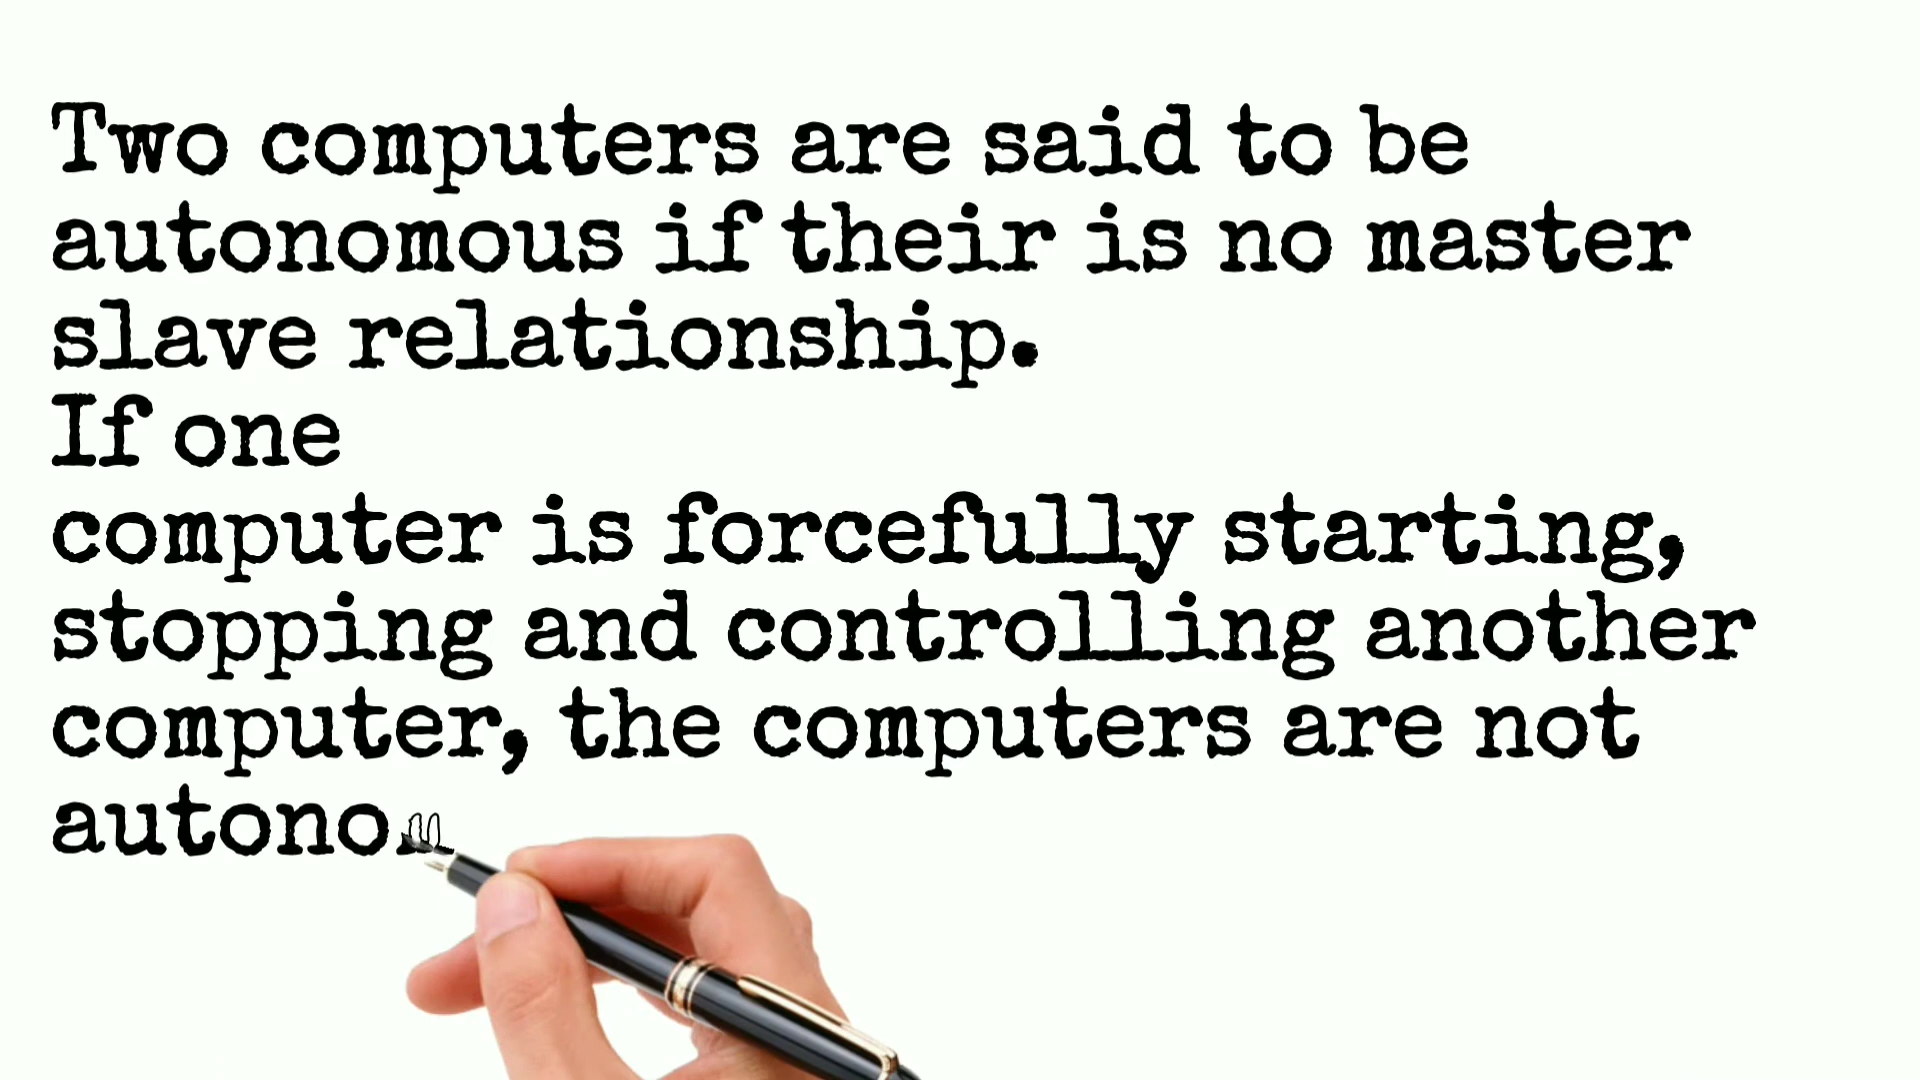 Two computers are said to be
autonomous if their is no master
slave relationship.
If one
computer is forcefully starting,
stopping and controlling another
computer, the computers are not
autono